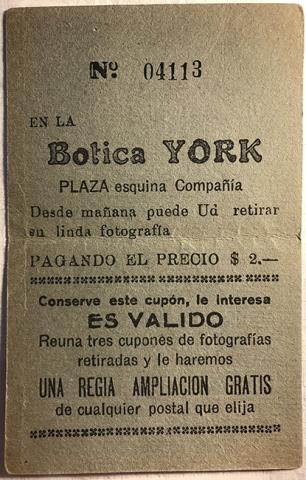 Nº 04113
EN LA
Botica YORK
PLAZA esquina Compañía
Desde mañana puede Ud retirar
su linda fotografía
PAGANDO EL PRECIO $ 2.—
Conserve este cupón, le interesa
ES VALIDO
Reuna tres cupones de fotografías
retiradas y le haremos
UNA REGIA AMPLIACION GRATIS
de cualquier postal que elija